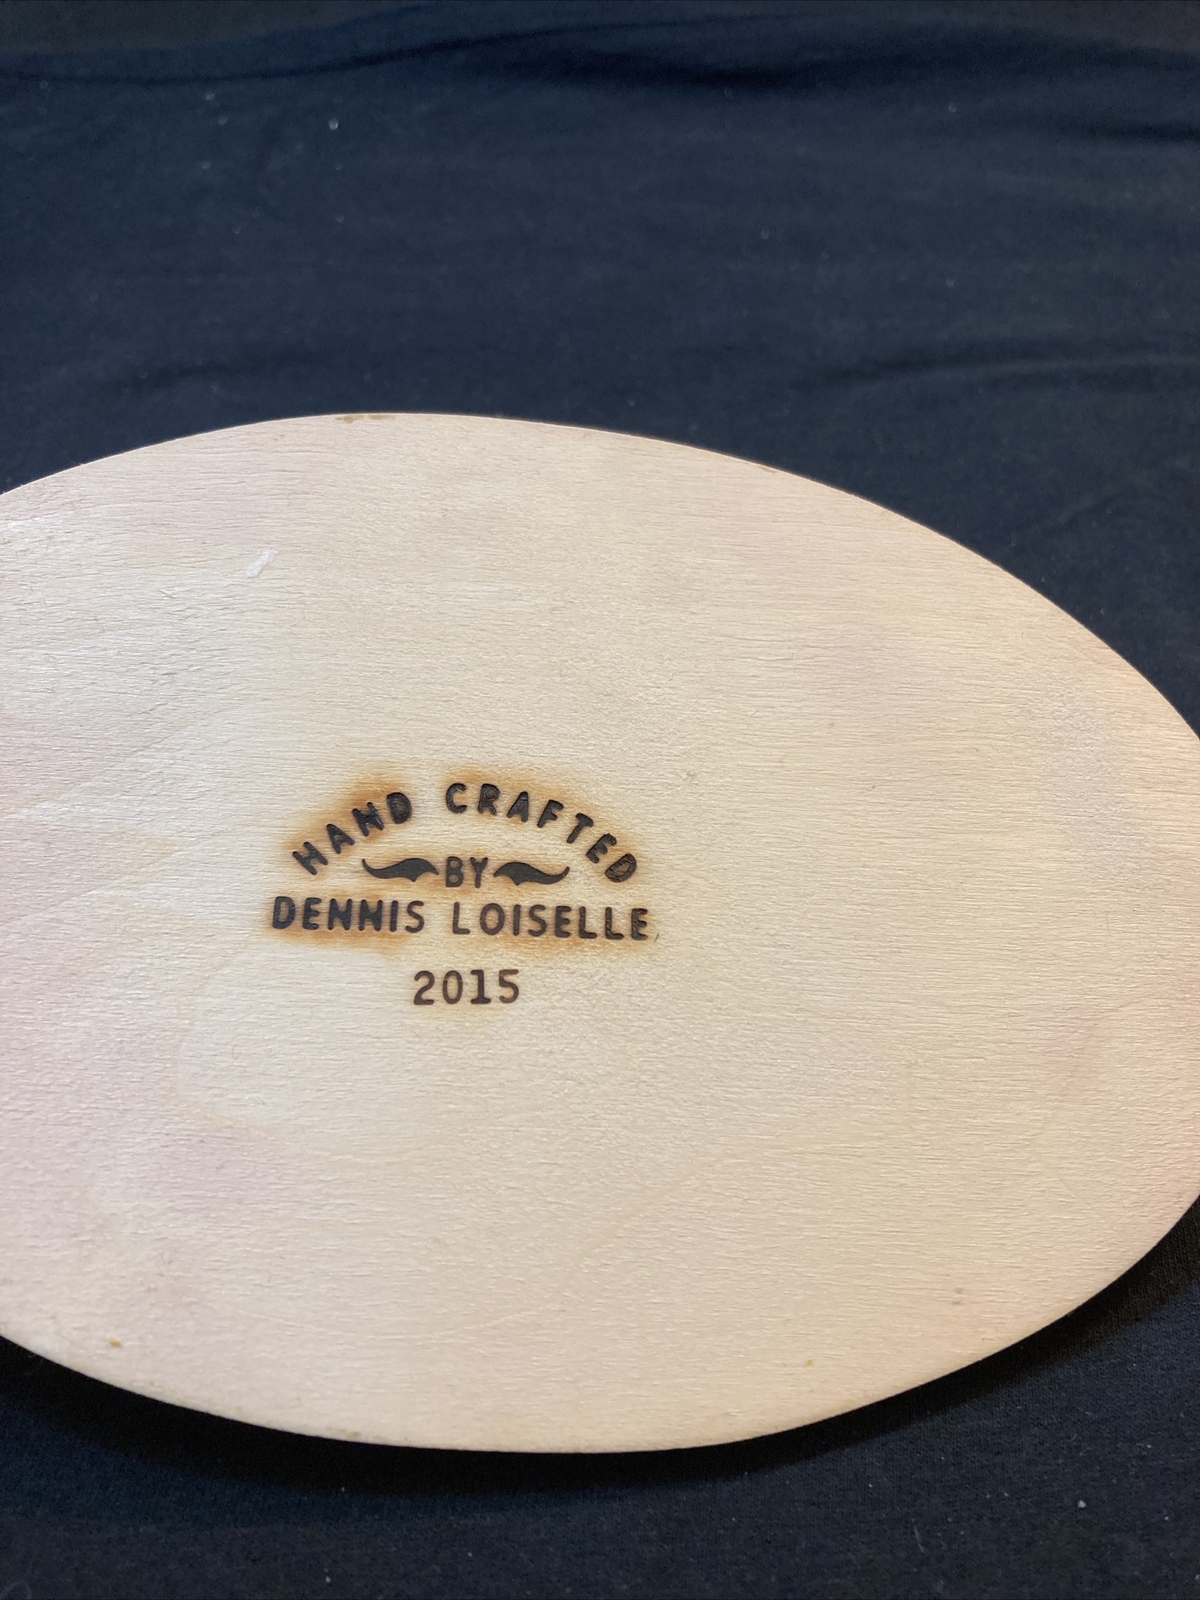 HAND CRAFTED
BY
DENNIS LOISELLE
2015